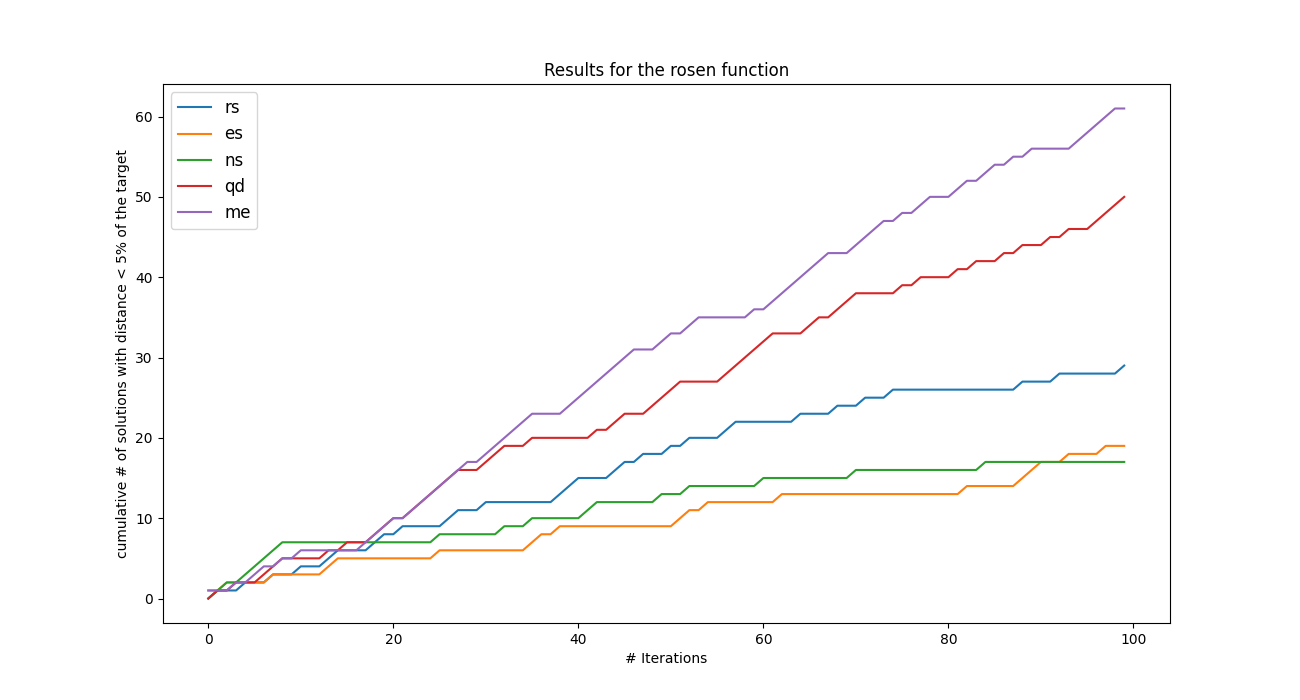 Results for the rosen function
rs
es
ns
qd
me
cumulative # of solutions with distance < 5% of the target
60
50
40
30
20
10
0
0 20 40 60 80 100
# Iterations